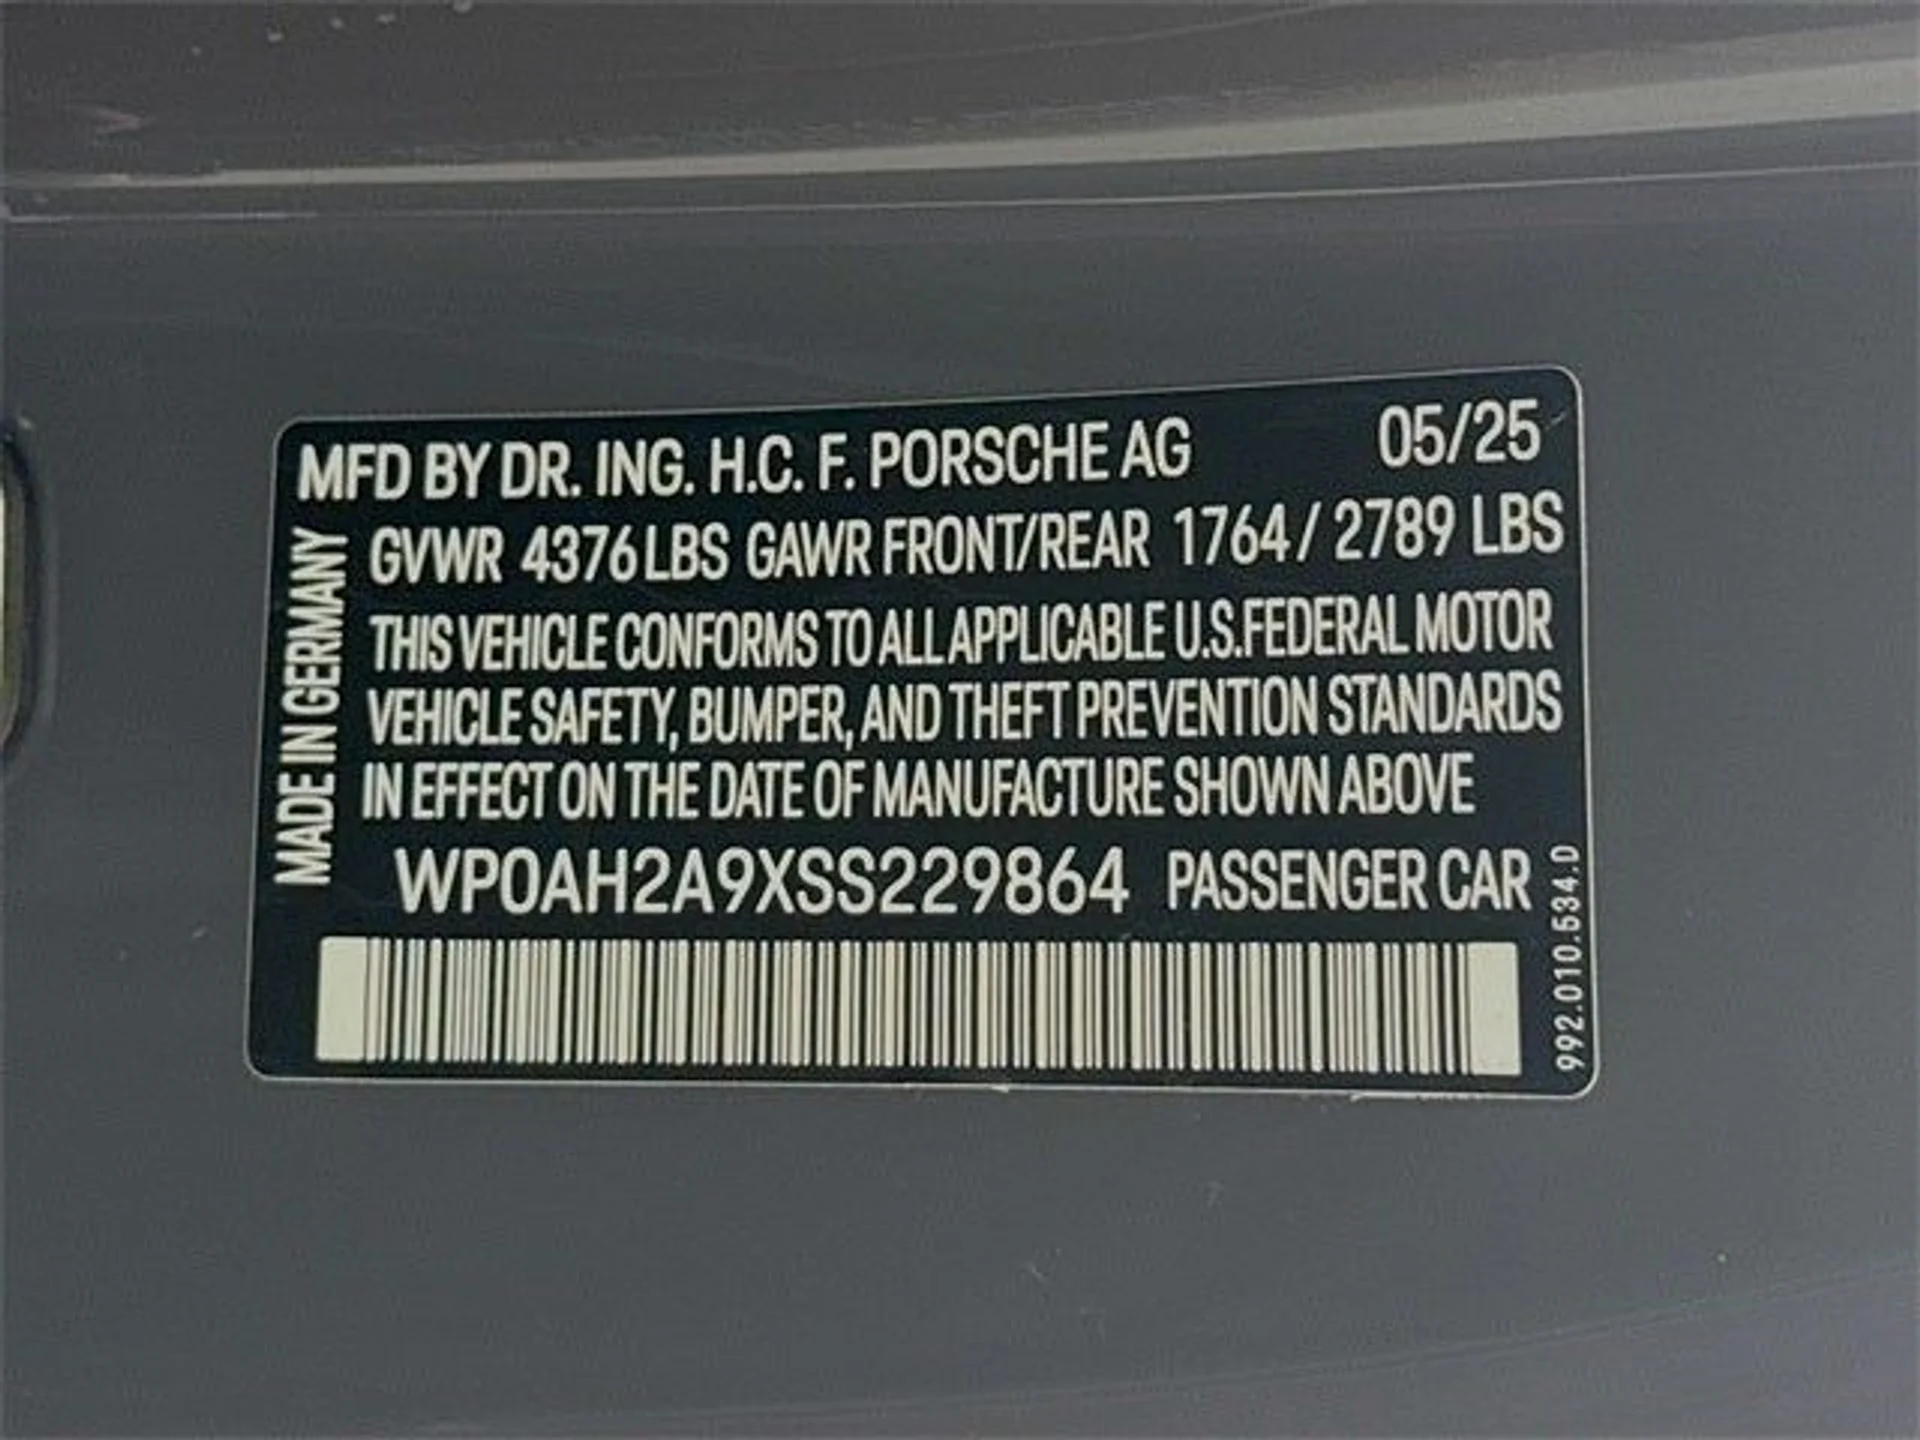 MFD BY DR. ING. H.C. F. PORSCHE AG 05/25
GVWR 4376 LBS GAWR FRONT/REAR 1764 / 2789 LBS
THIS VEHICLE CONFORMS TO ALL APPLICABLE U.S.FEDERAL MOTOR
VEHICLE SAFETY, BUMPER, AND THEFT PREVENTION STANDARDS
IN EFFECT ON THE DATE OF MANUFACTURE SHOWN ABOVE
WP0AH2A9XSS229864 PASSENGER CAR
MADE IN GERMANY
992.010.534.D